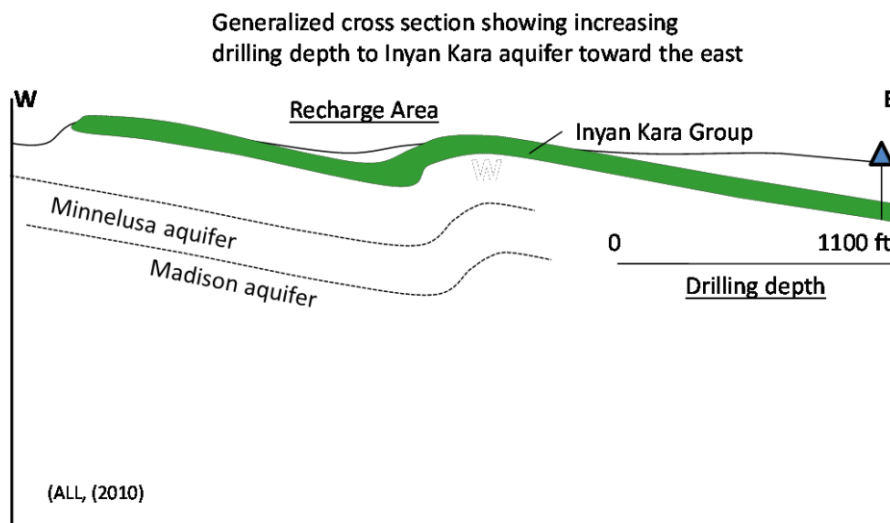 Generalized cross section showing increasing
drilling depth to Inyan Kara aquifer toward the east
W
E
Recharge Area
Inyan Kara Group
W
Minnelusa aquifer
0
1100 ft
Madison aquifer
Drilling depth
(ALL, (2010)